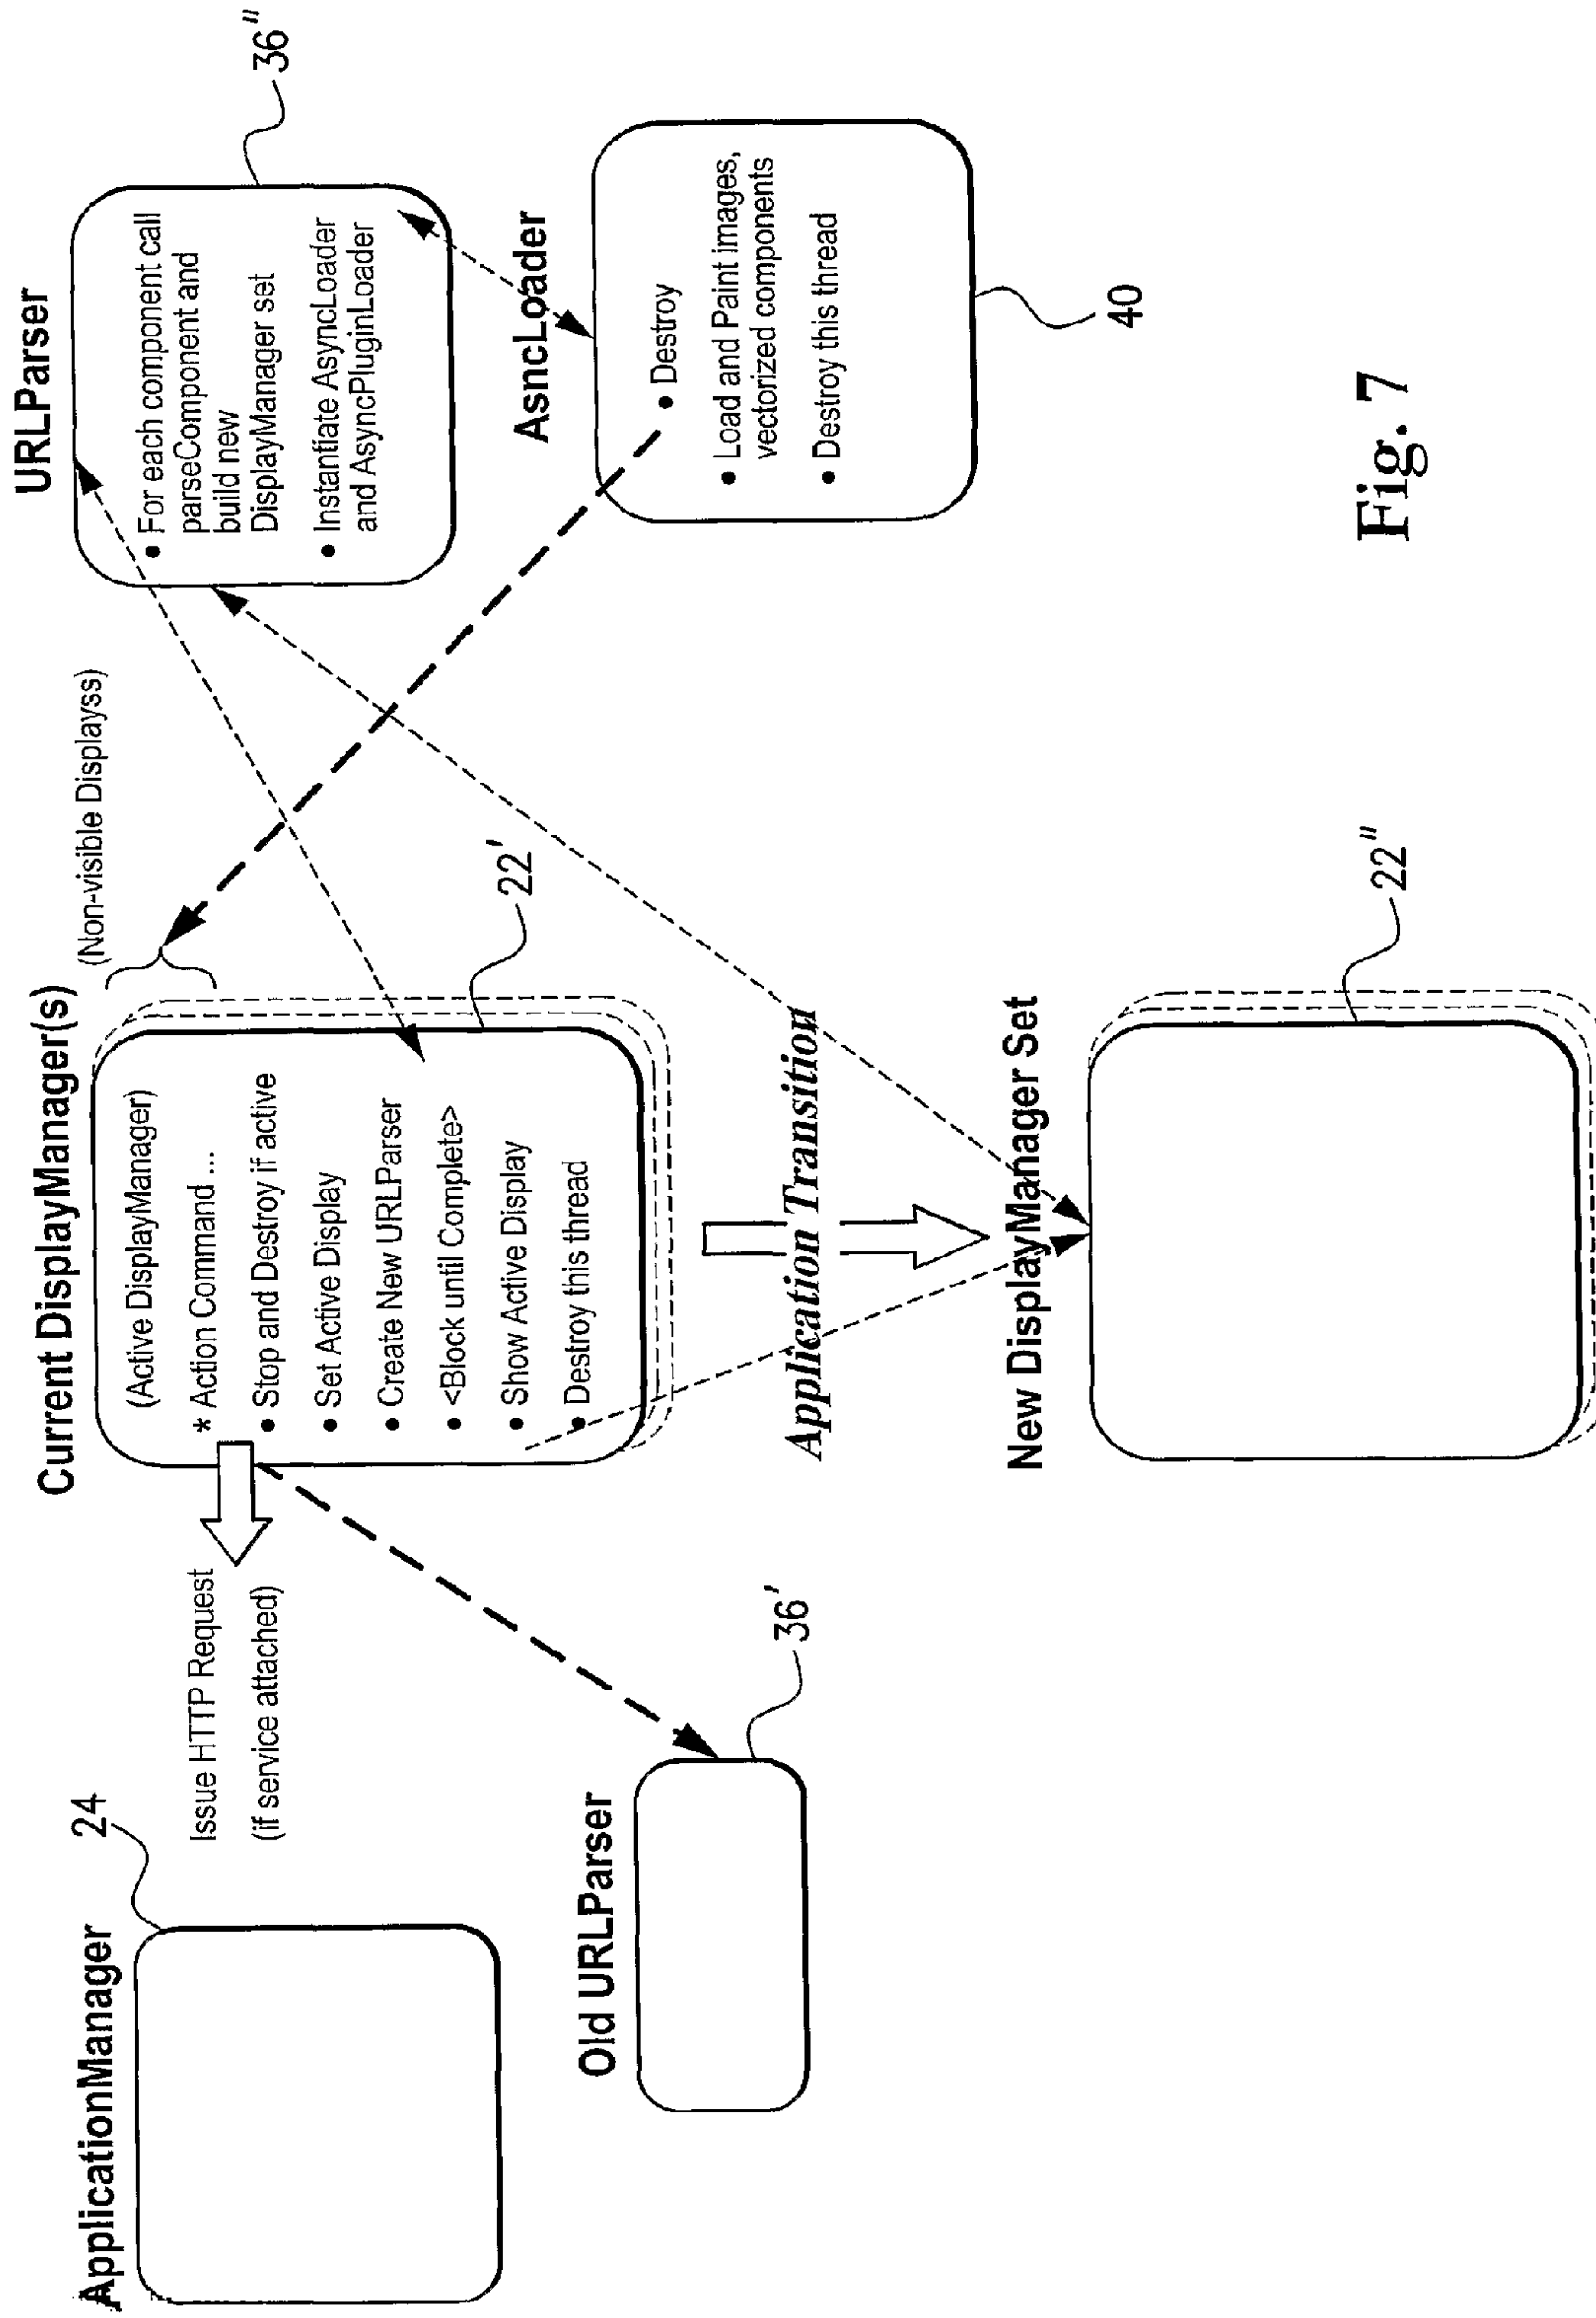 ApplicationManager
24
Issue HTTP Request
(if service attached)
Old URLParser
36'
Current DisplayManager(s)
(Non-visible Displayss)
(Active DisplayManager)
* Action Command ...
• Stop and Destroy if active
• Set Active Display
• Create New URLParser
• <Block until Complete>
• Show Active Display
• Destroy this thread
22'
Application Transition
New DisplayManager Set
22"
URLParser
36"
• For each component call
parseComponent and
build new
DisplayManager set
• Instantiate AsyncLoader
and AsyncPluginLoader
AsncLoader
• Destroy
• Load and Paint images,
vectorized components
• Destroy this thread
40
Fig. 7